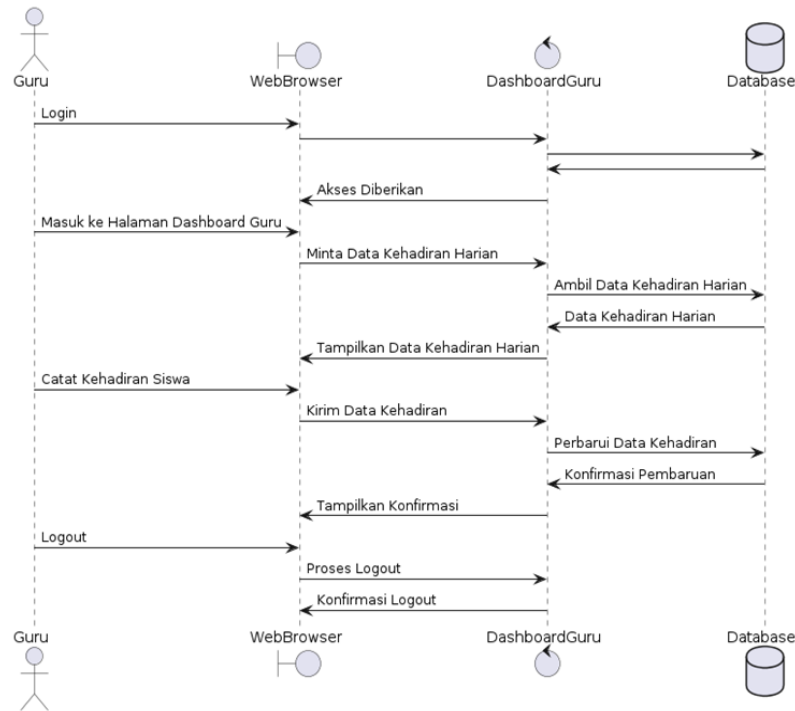 Guru
WebBrowser
DashboardGuru
Database
Login
Akses Diberikan
Masuk ke Halaman Dashboard Guru
Minta Data Kehadiran Harian
Ambil Data Kehadiran Harian
Data Kehadiran Harian
Tampilkan Data Kehadiran Harian
Catat Kehadiran Siswa
Kirim Data Kehadiran
Perbarui Data Kehadiran
Konfirmasi Pembaruan
Tampilkan Konfirmasi
Logout
Proses Logout
Konfirmasi Logout
Guru
WebBrowser
DashboardGuru
Database